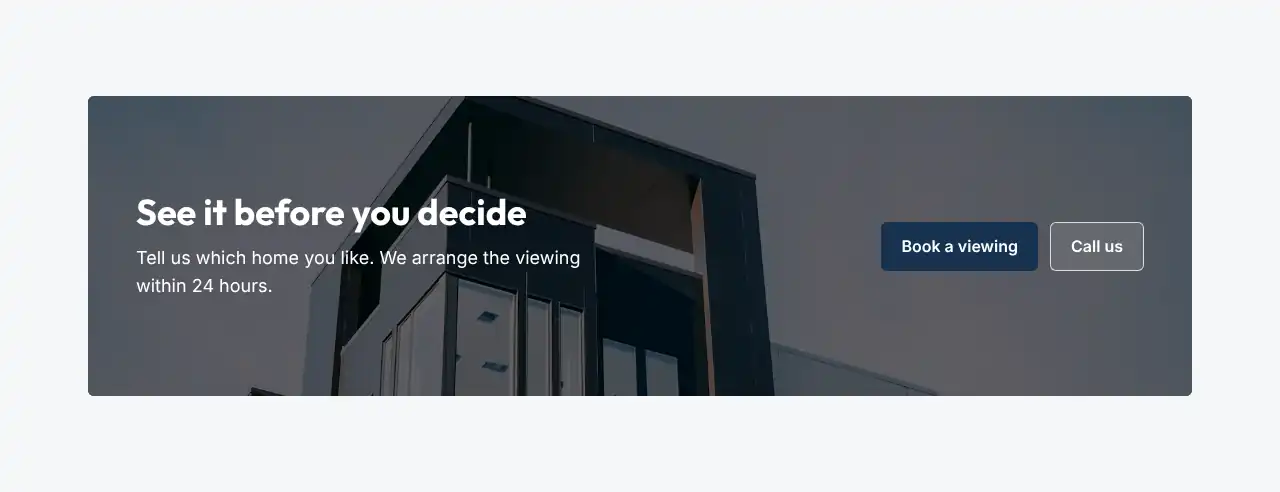 See it before you decide
Tell us which home you like. We arrange the viewing
within 24 hours.
Book a viewing
Call us